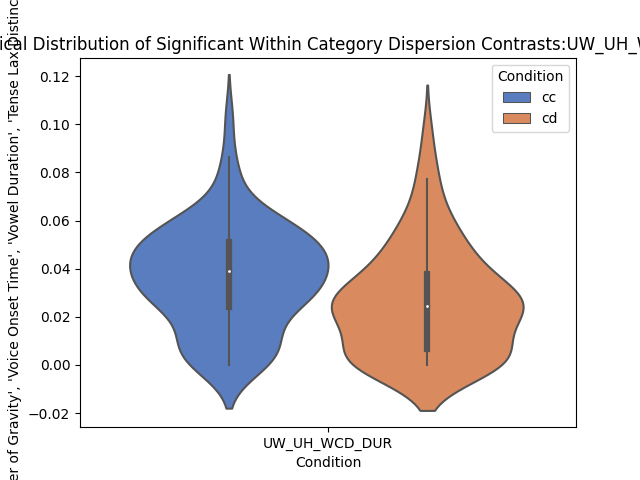 ical Distribution of Significant Within Category Dispersion Contrasts:UW_UH_W
er of Gravity', 'Voice Onset Time', 'Vowel Duration', 'Tense Lax Distinc
0.12
0.10
0.08
0.06
0.04
0.02
0.00
−0.02
Condition
cc
cd
UW_UH_WCD_DUR
Condition